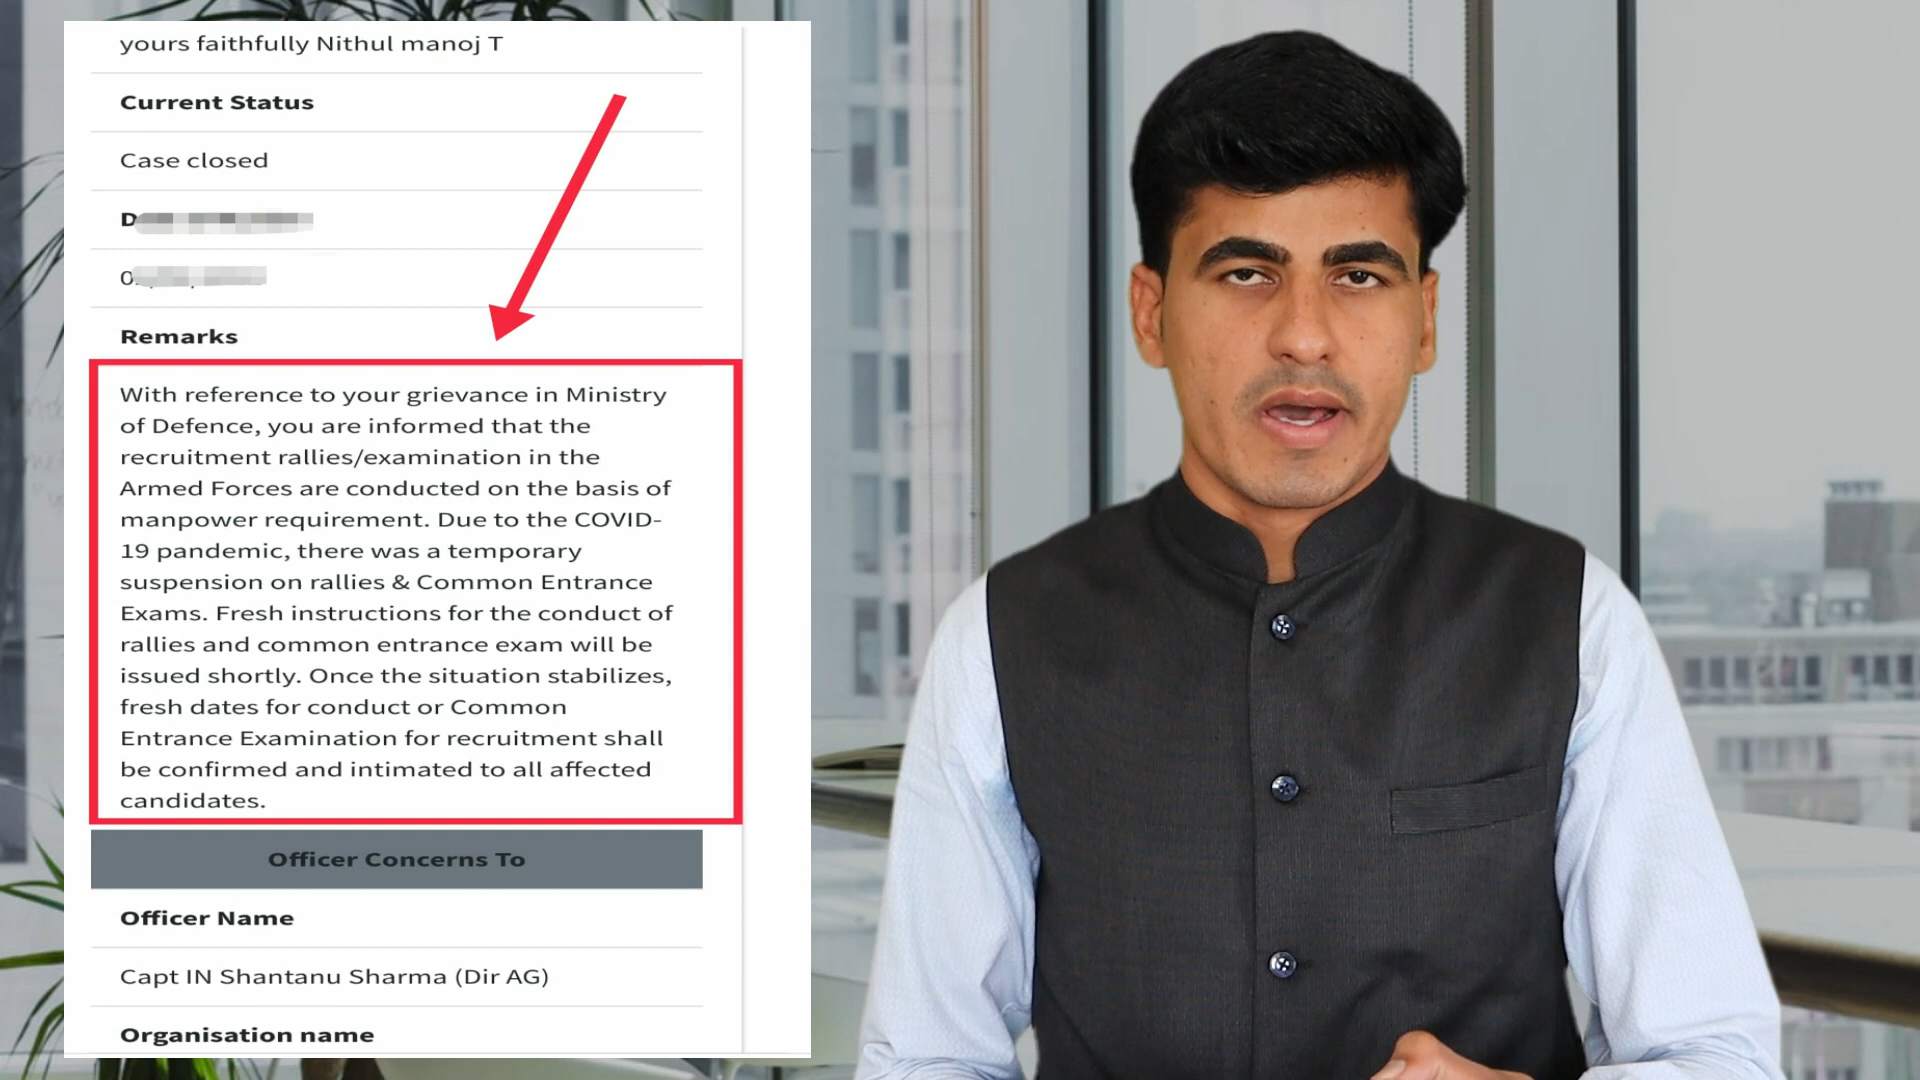 yours faithfully Nithul manoj T
Current Status
Case closed
Remarks
With reference to your grievance in Ministry
of Defence, you are informed that the
recruitment rallies/examination in the
Armed Forces are conducted on the basis of
manpower requirement. Due to the COVID-
19 pandemic, there was a temporary
suspension on rallies & Common Entrance
Exams. Fresh instructions for the conduct of
rallies and common entrance exam will be
issued shortly. Once the situation stabilizes,
fresh dates for conduct or Common
Entrance Examination for recruitment shall
be confirmed and intimated to all affected
candidates.
Officer Concerns To
Officer Name
Capt IN Shantanu Sharma (Dir AG)
Organisation name